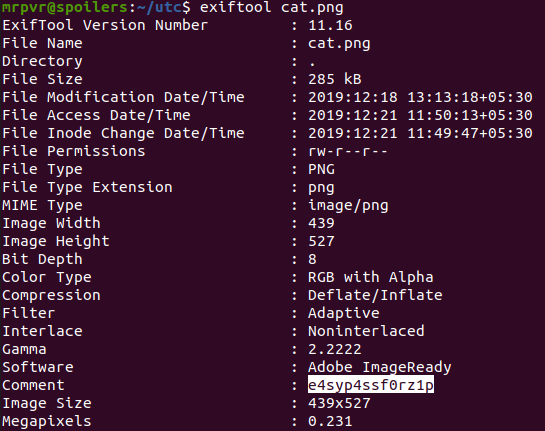 mrpvr@spoilers:~/utc$ exiftool cat.png
ExifTool Version Number : 11.16
File Name : cat.png
Directory : .
File Size : 285 kB
File Modification Date/Time : 2019:12:18 13:13:18+05:30
File Access Date/Time : 2019:12:21 11:50:13+05:30
File Inode Change Date/Time : 2019:12:21 11:49:47+05:30
File Permissions : rw-r--r--
File Type : PNG
File Type Extension : png
MIME Type : image/png
Image Width : 439
Image Height : 527
Bit Depth : 8
Color Type : RGB with Alpha
Compression : Deflate/Inflate
Filter : Adaptive
Interlace : Noninterlaced
Gamma : 2.2222
Software : Adobe ImageReady
Comment : e4syp4ssf0rz1p
Image Size : 439x527
Megapixels : 0.231